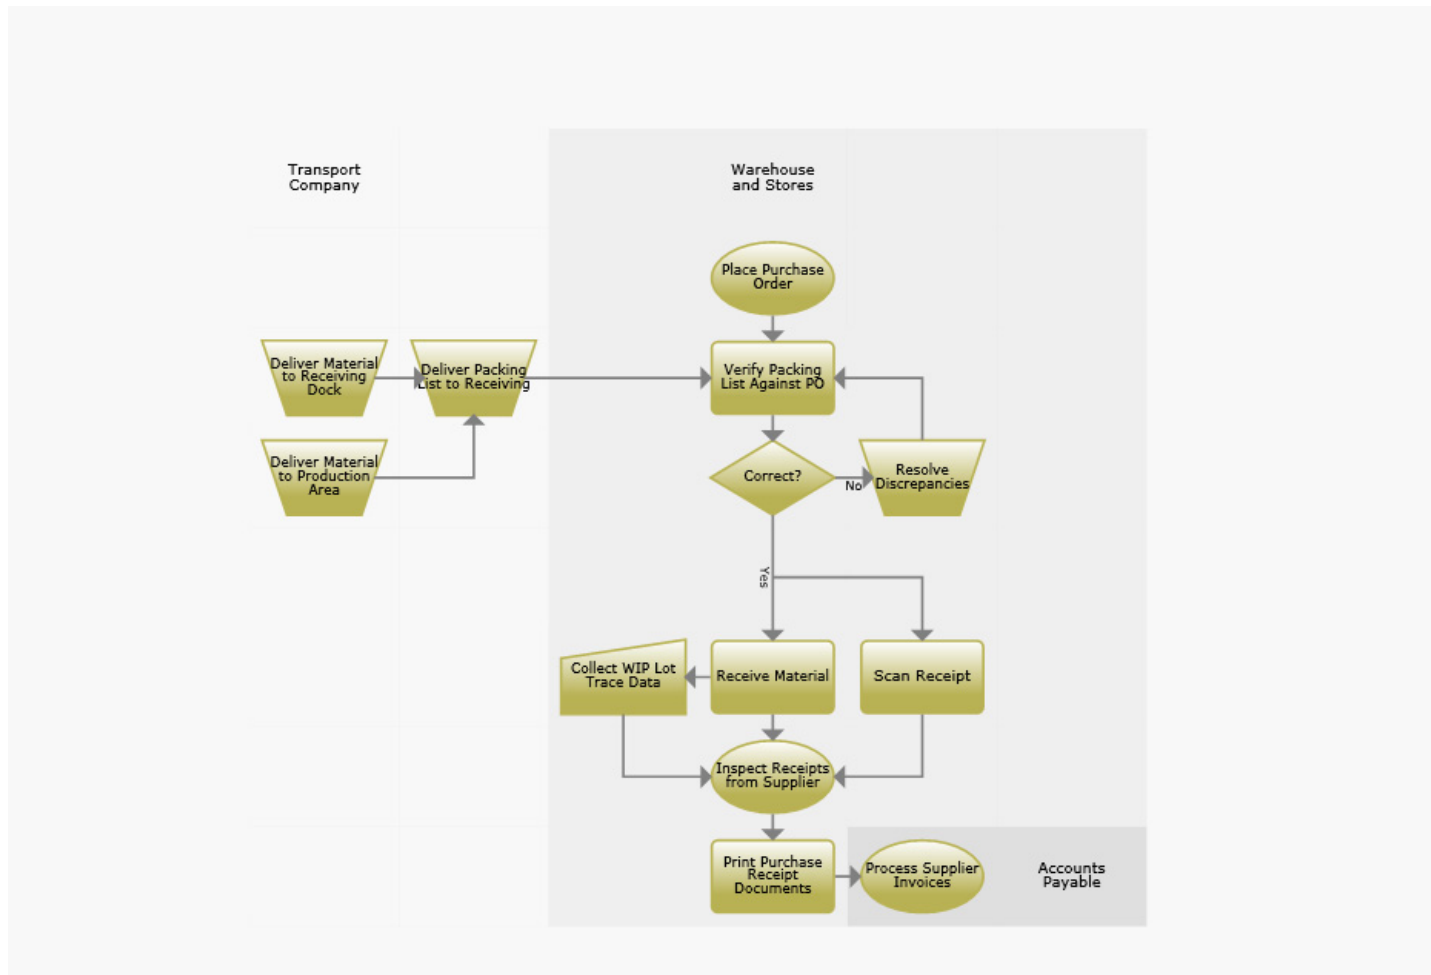 Transport
Company
Warehouse
and Stores
Place Purchase
Order
Deliver Material
to Receiving
Dock
Deliver Packing
List to Receiving
Verify Packing
List Against PO
Deliver Material
to Production
Area
Correct?
No
Resolve
Discrepancies
Yes
Collect WIP Lot
Trace Data
Receive Material
Scan Receipt
Inspect Receipts
from Supplier
Print Purchase
Receipt
Documents
Process Supplier
Invoices
Accounts
Payable